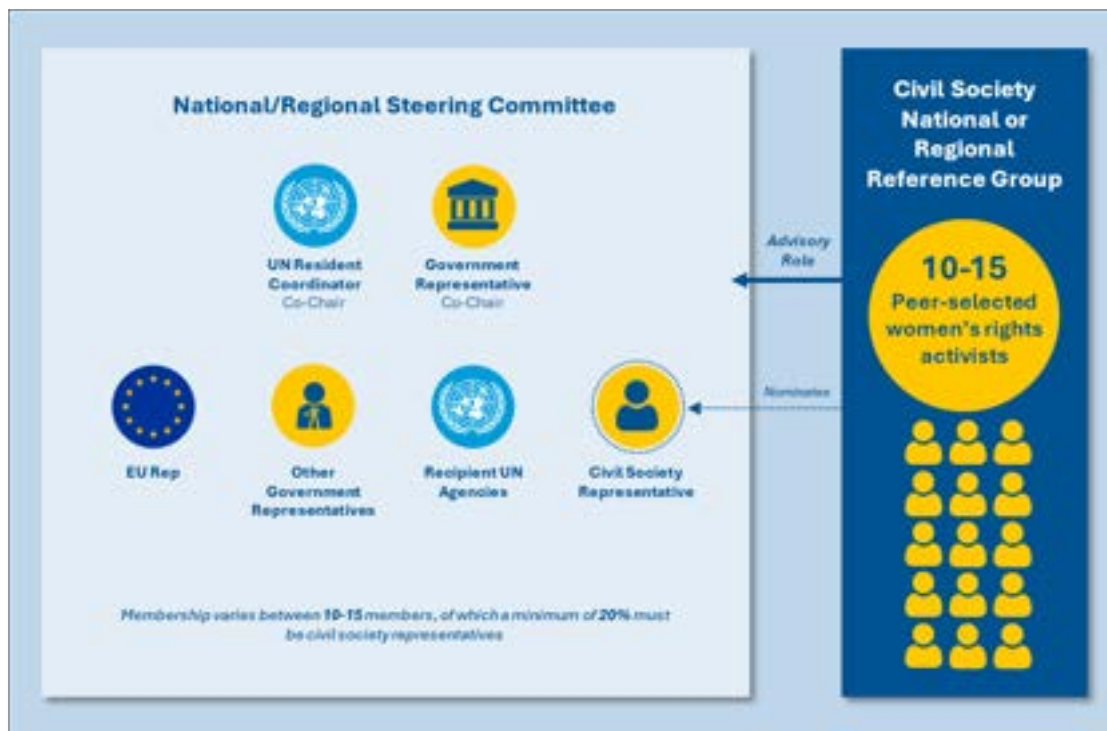 National/Regional Steering Committee
UN Resident
Coordinator
Co-Chair
Government
Representative
Co-Chair
EU Rep
Other
Government
Representatives
Recipient UN
Agencies
Civil Society
Representative
Membership varies between 10-15 members, of which a minimum of 20% must
be civil society representatives
Advisory
Role
Nominates
Civil Society
National or
Regional
Reference Group
10-15
Peer-selected
women's rights
activists